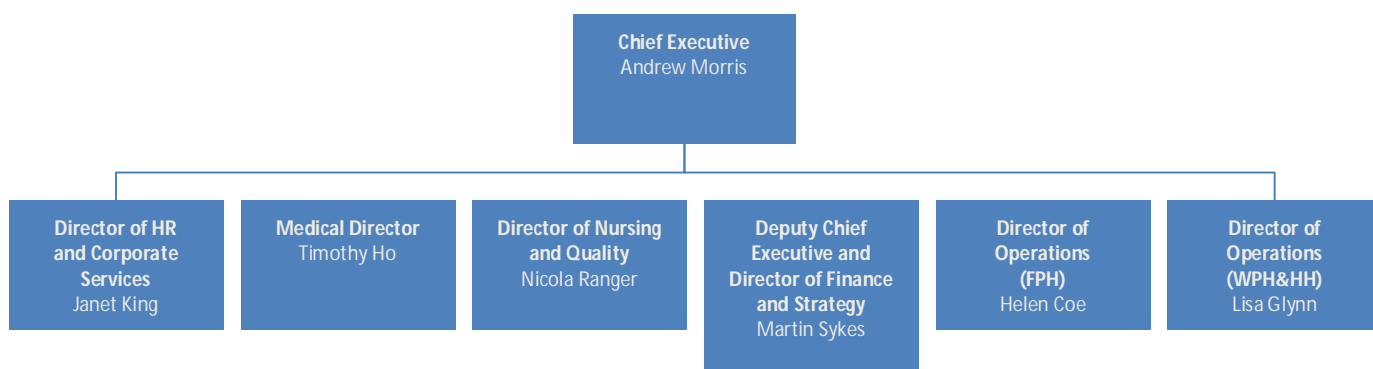 Chief Executive
Andrew Morris
Director of HR
and Corporate
Services
Janet King
Medical Director
Timothy Ho
Director of Nursing
and Quality
Nicola Ranger
Deputy Chief
Executive and
Director of Finance
and Strategy
Martin Sykes
Director of
Operations
(FPH)
Helen Coe
Director of
Operations
(WPH&HH)
Lisa Glynn